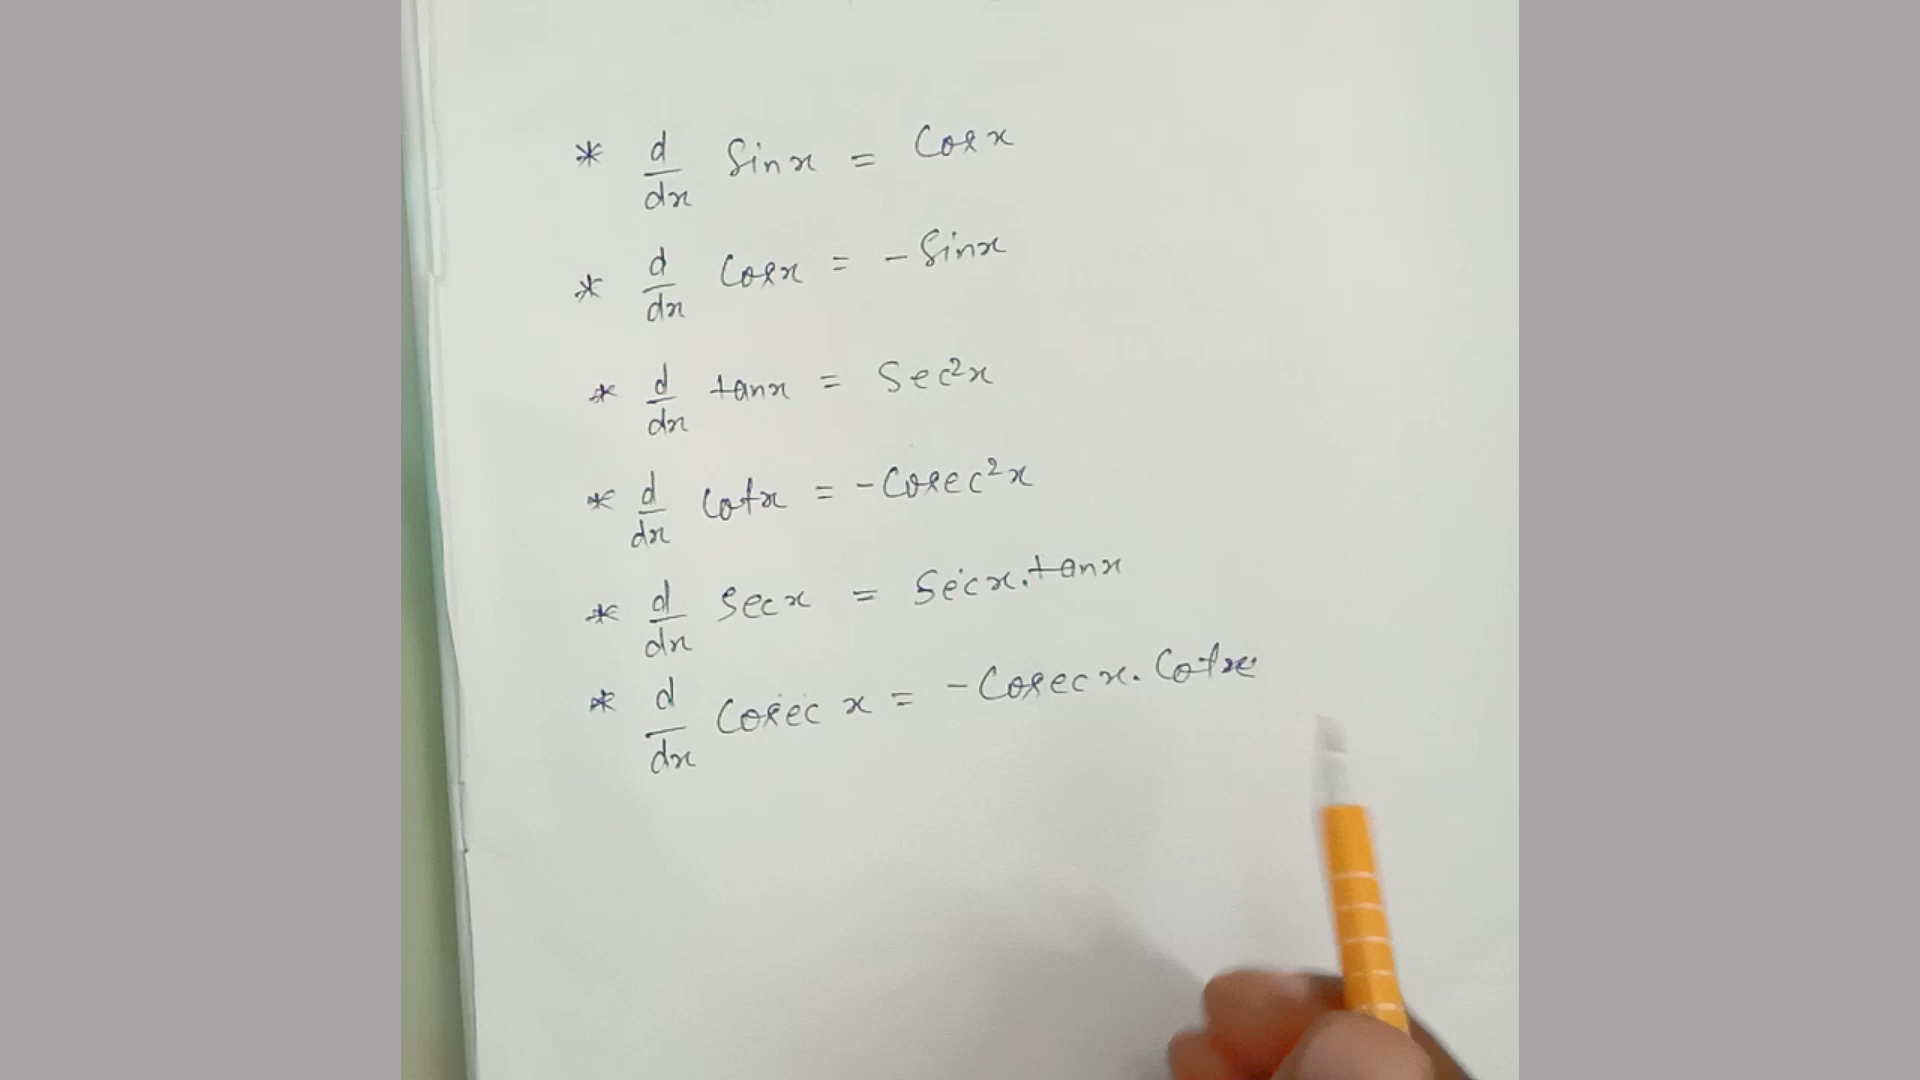 * d/dx Sinx = Cosx
* d/dx Cosx = - Sinx
* d/dx tanx = Sec²x
* d/dx Cotx = -Cosec²x
* d/dx Secx = Secx.tanx
* d/dx Cosec x = -Cosecx.Cotx